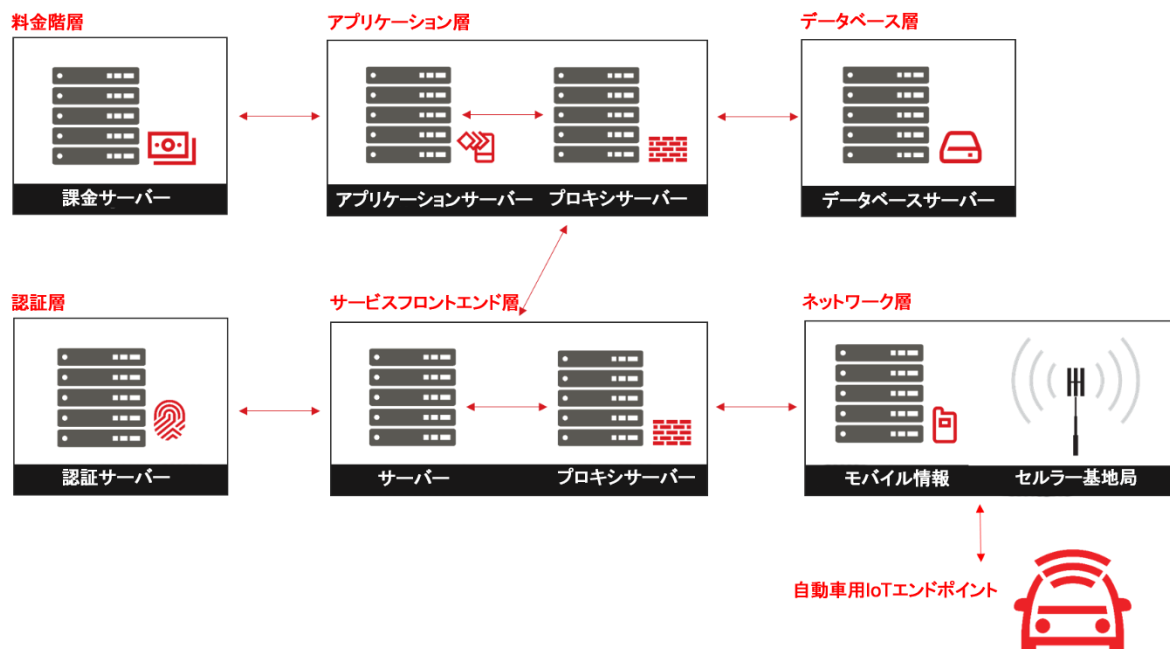 料金階層
アプリケーション層
データベース層
課金サーバー
アプリケーションサーバー
プロキシサーバー
データベースサーバー
認証層
サービスフロントエンド層
ネットワーク層
認証サーバー
サーバー
プロキシサーバー
モバイル情報
セルラー基地局
自動車用IoTエンドポイント